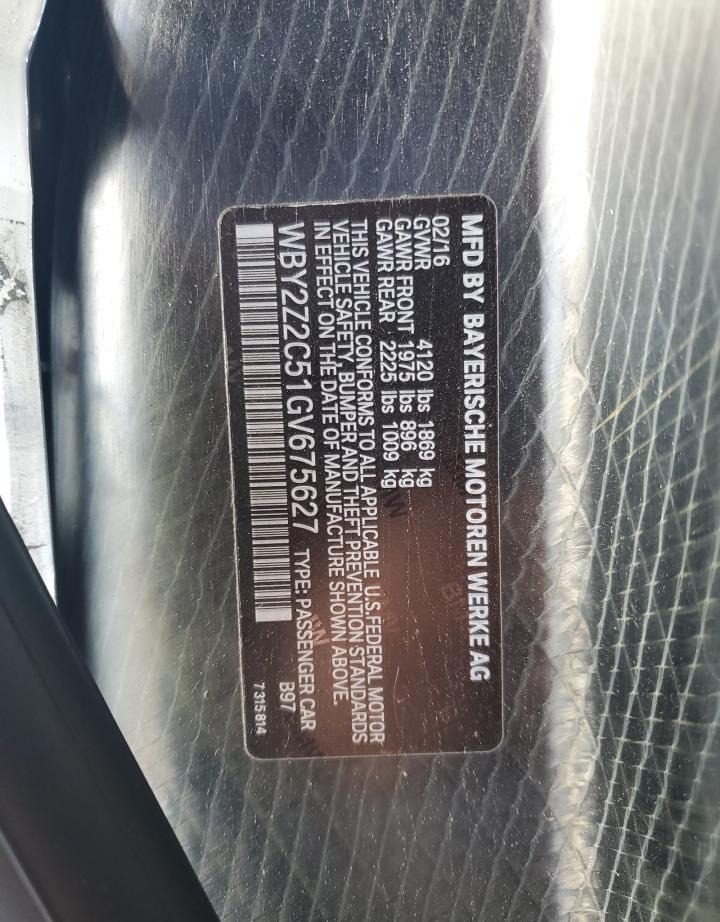 MFD BY BAYERISCHE MOTOREN WERKE AG
02/16
GVWR 4120 lbs 1869 kg
GAWR FRONT 1975 lbs 896 kg
GAWR REAR 2225 lbs 1009 kg
THIS VEHICLE CONFORMS TO ALL APPLICABLE U.S.FEDERAL MOTOR
VEHICLE SAFETY, BUMPER AND THEFT PREVENTION STANDARDS
IN EFFECT ON THE DATE OF MANUFACTURE SHOWN ABOVE.
WBY2Z2C51GV675627 TYPE: PASSENGER CAR
B97
7315814